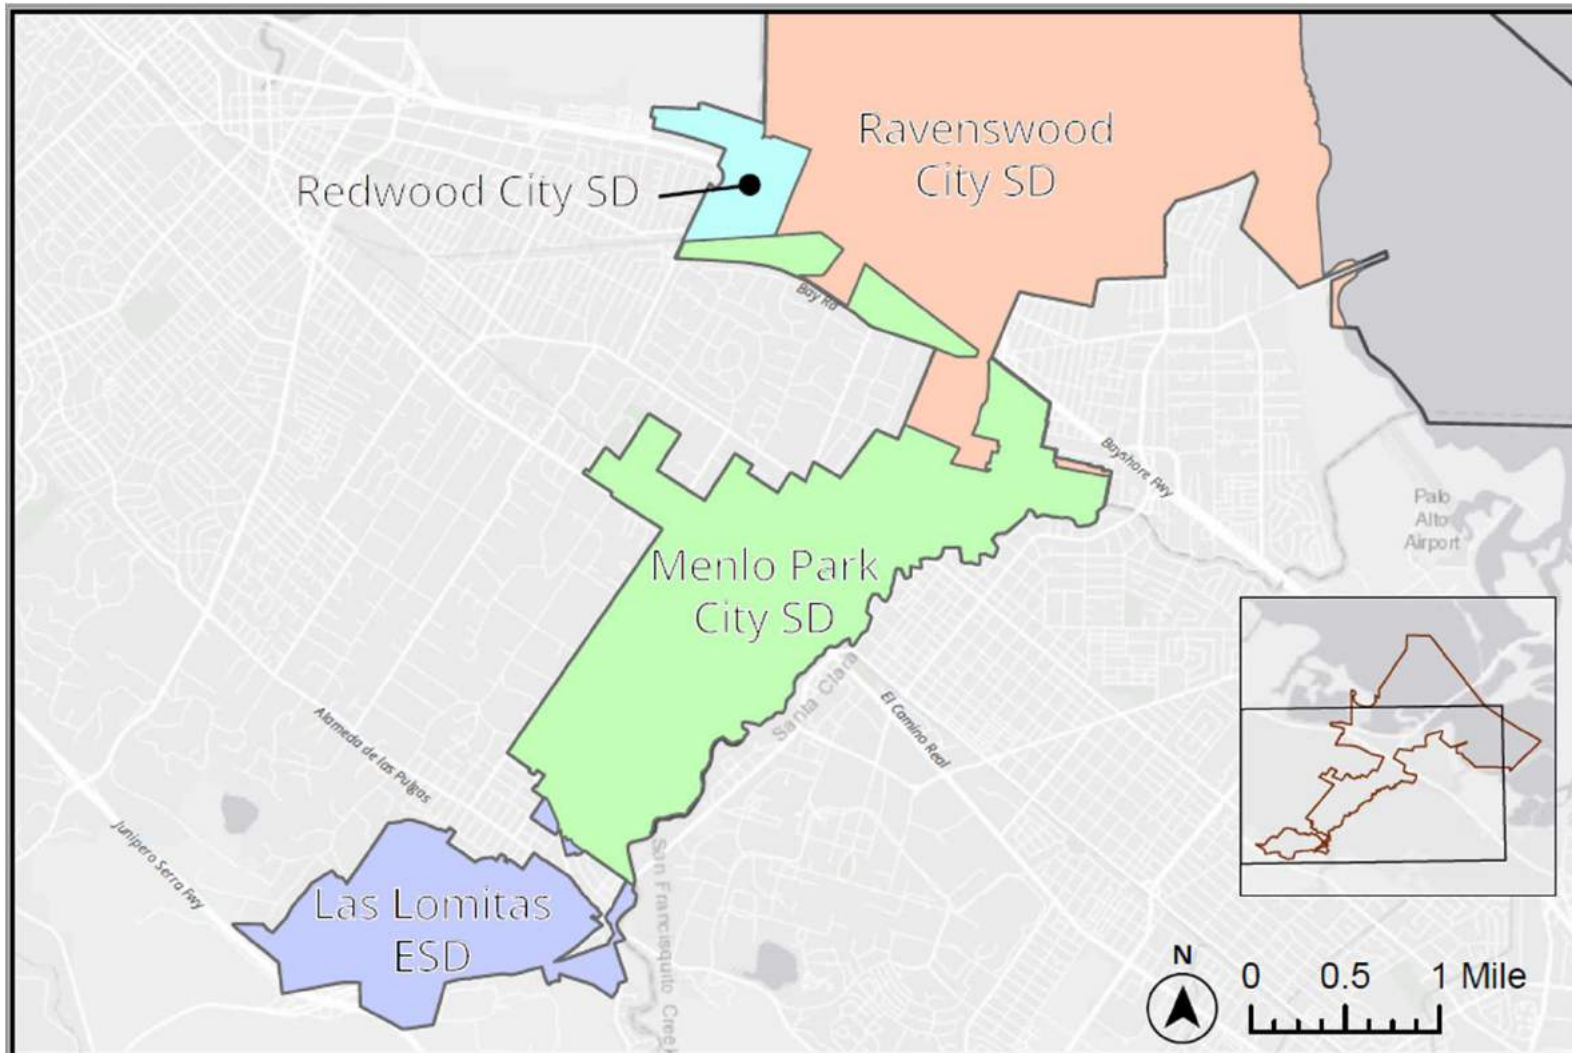 Ravenswood
City SD
Redwood City SD
Bay Rd
Bayshore Fwy
Palo
Alto
Airport
Menlo Park
City SD
Santa Clara
El Camino Real
Alameda de las Pulgas
Junipero Serra Fwy
San Francisquito Creek
Las Lomitas
ESD
N
0 0.5 1 Mile